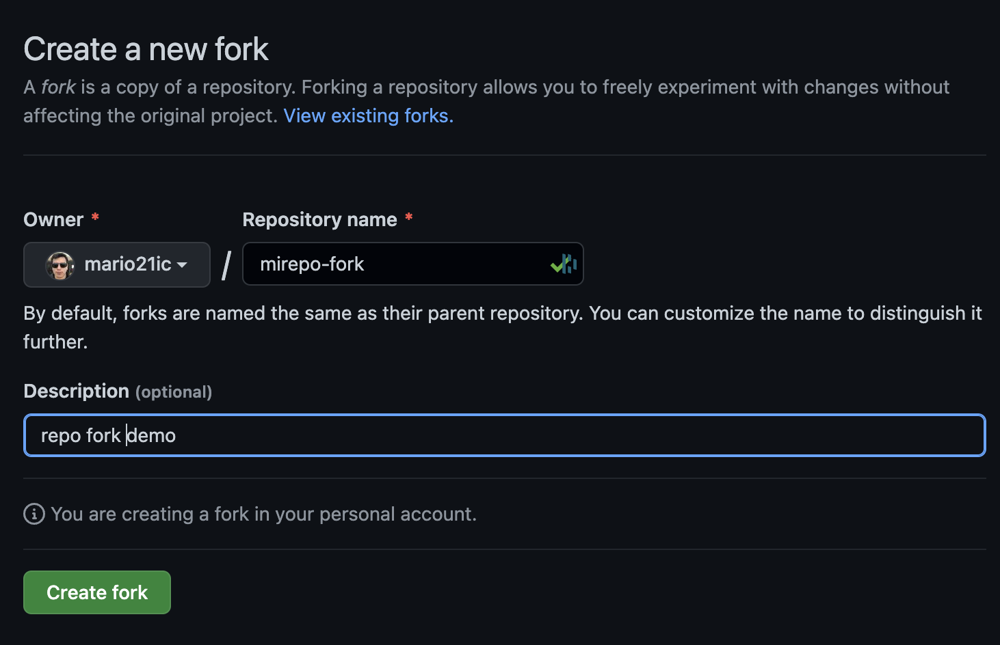 Create a new fork
A fork is a copy of a repository. Forking a repository allows you to freely experiment with changes without
affecting the original project. View existing forks.
Owner * Repository name *
mario21ic / mirepo-fork
By default, forks are named the same as their parent repository. You can customize the name to distinguish it
further.
Description (optional)
repo fork demo
You are creating a fork in your personal account.
Create fork